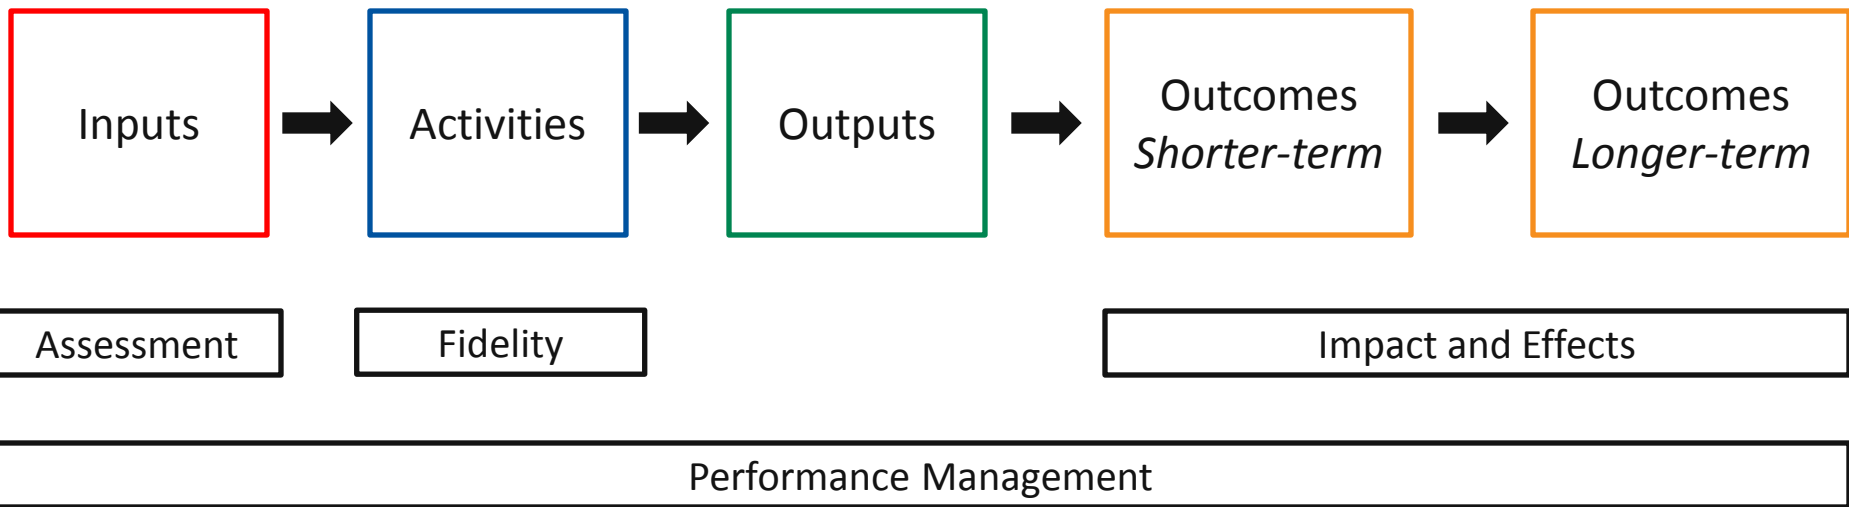 Inputs
Activities
Outputs
Outcomes
Shorter-term
Outcomes
Longer-term
Assessment
Fidelity
Impact and Effects
Performance Management